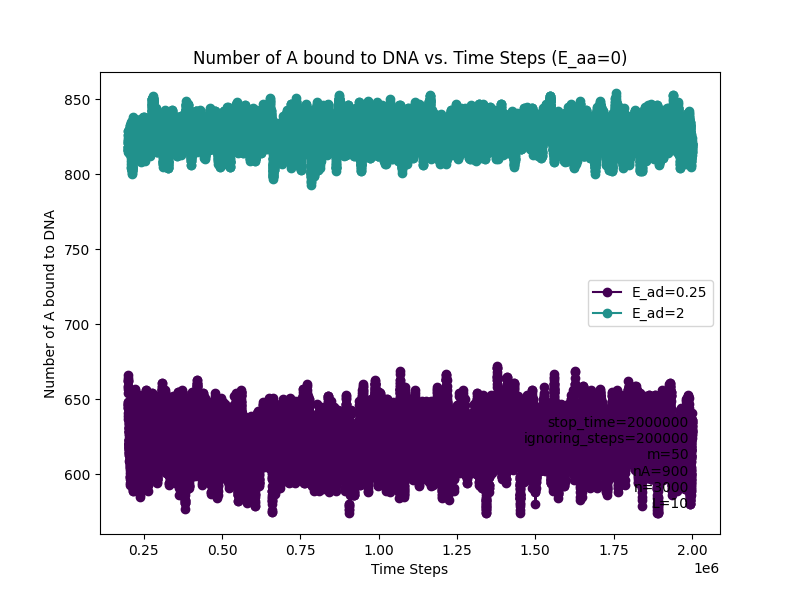 Number of A bound to DNA vs. Time Steps (E_aa=0)
Number of A bound to DNA
850
800
750
700
650
600
E_ad=0.25
E_ad=2
stop_time=2000000
ignoring_steps=200000
m=50
nA=900
n=3000
L=10
0.25
0.50
0.75
1.00
1.25
1.50
1.75
2.00
1e6
Time Steps